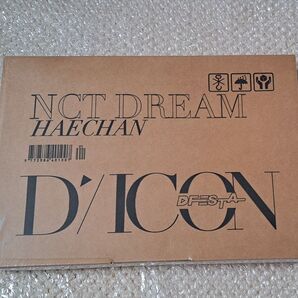 NCT DREAM
HAECHAN
D'/ICON
DFESTA